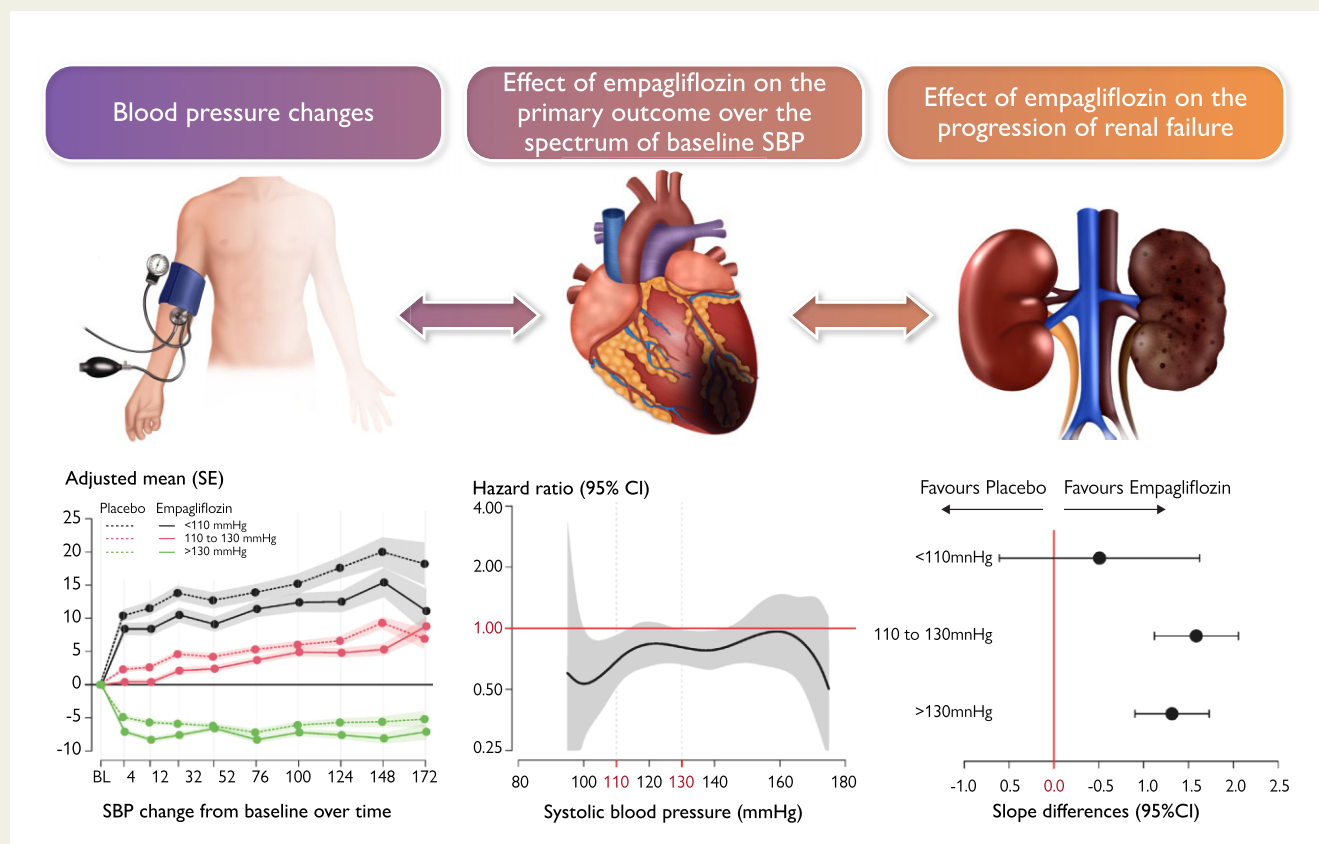 Blood pressure changes
Effect of empagliflozin on the
primary outcome over the
spectrum of baseline SBP
Effect of empagliflozin on the
progression of renal failure
Adjusted mean (SE)
Placebo Empagliflozin
<110 mmHg
110 to 130 mmHg
>130 mmHg
25
20
15
10
5
0
-5
-10
BL 4 12 32 52 76 100 124 148 172
SBP change from baseline over time
Hazard ratio (95% CI)
4.00
2.00
1.00
0.50
0.25
80 100 110 120 130 140 160 180
Systolic blood pressure (mmHg)
Favours Placebo Favours Empagliflozin
<110mnHg
110 to 130mnHg
>130mnHg
-1.0 0.5 0.0 -0.5 1.0 1.5 2.0 2.5
Slope differences (95%CI)